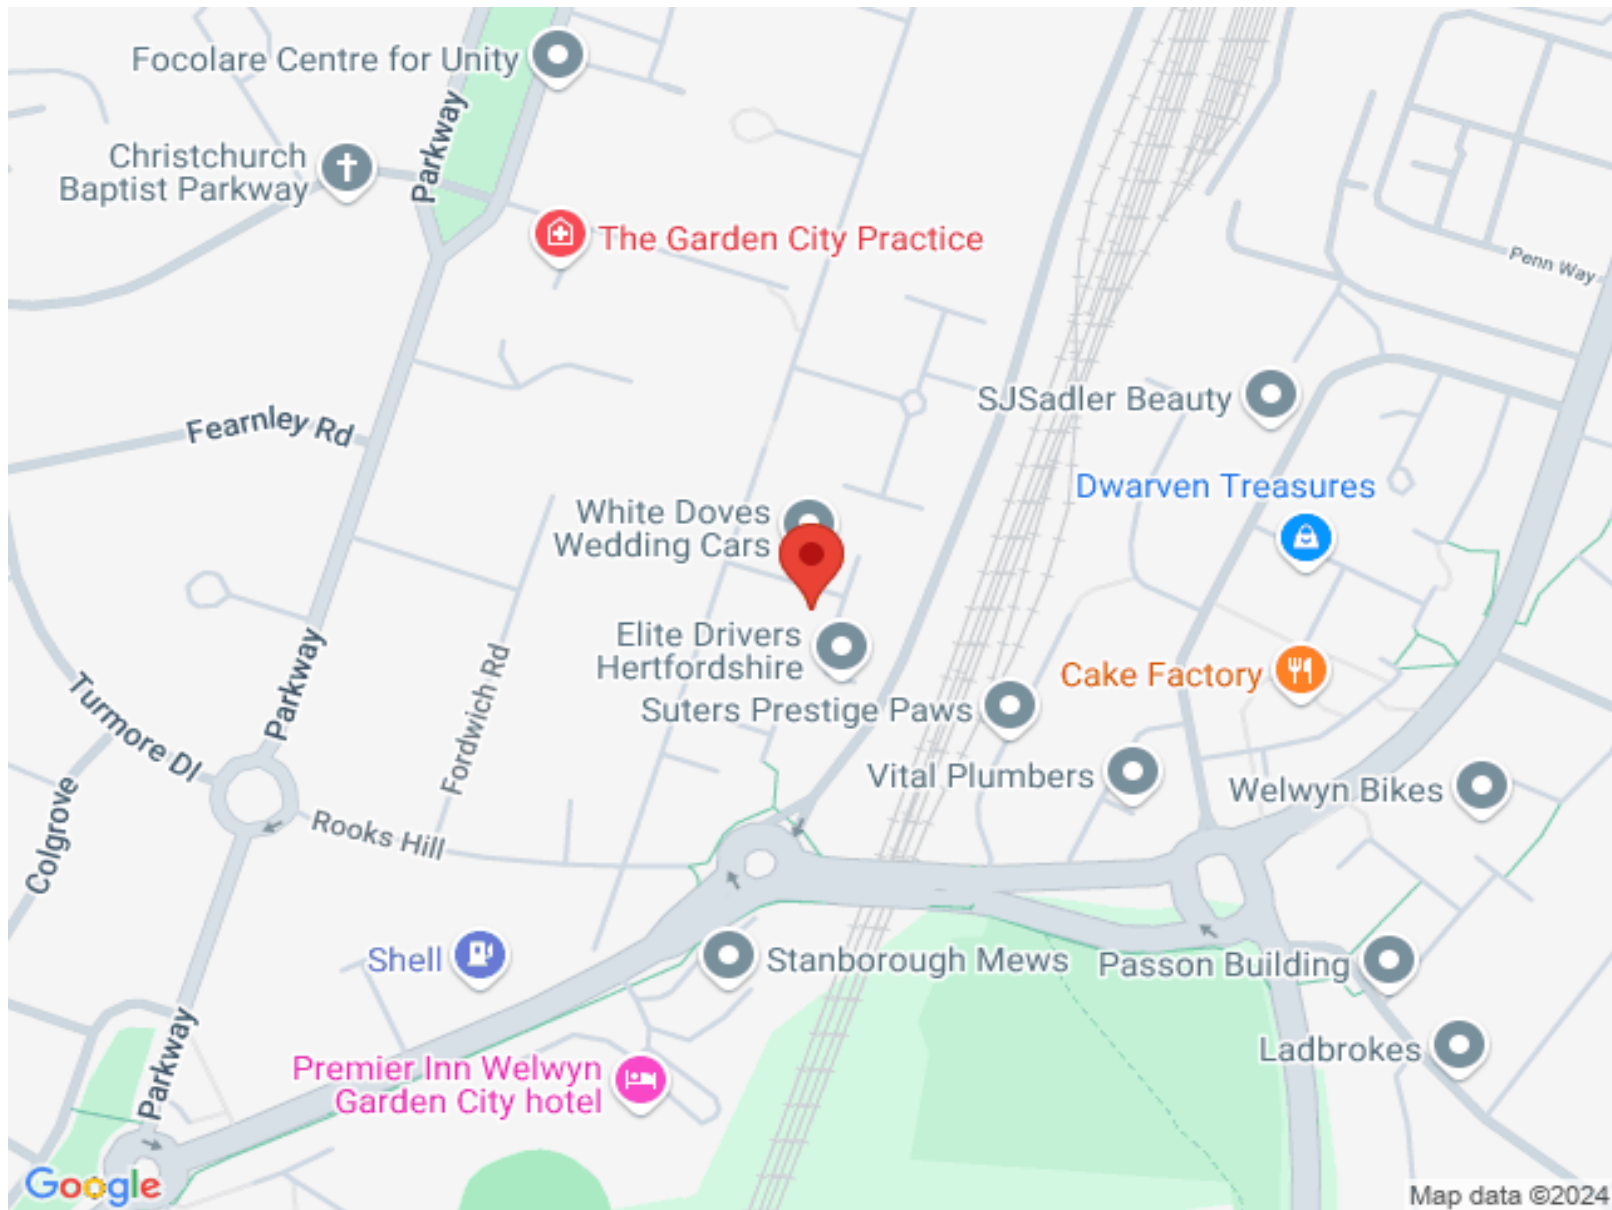 Focolare Centre for Unity
Parkway
Christchurch
Baptist Parkway
The Garden City Practice
Penn Way
SJSadler Beauty
Fearnley Rd
Dwarven Treasures
White Doves
Wedding Cars
Elite Drivers
Hertfordshire
Parkway
Fordwich Rd
Cake Factory
Suters Prestige Paws
Turmore Dl
Vital Plumbers
Welwyn Bikes
Colgrove
Rooks Hill
Shell
Stanborough Mews
Passon Building
Parkway
Ladbrokes
Premier Inn Welwyn
Garden City hotel
Google
Map data ©2024